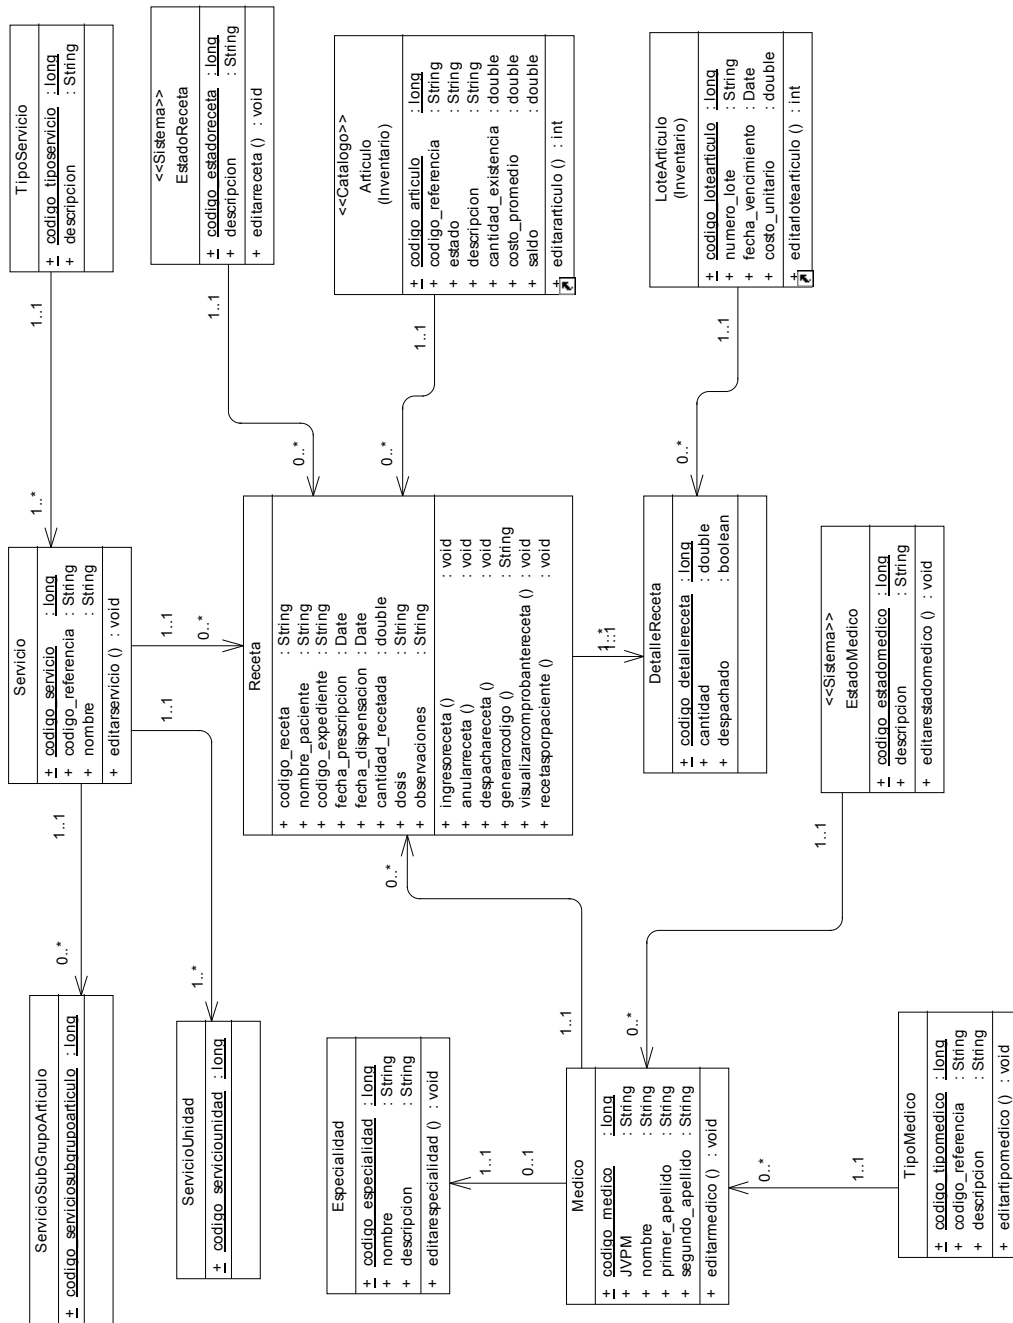 TipoServicio
+ codigo_tiposervicio : long
+ descripcion : String
1..1
1..*
<<Sistema>>
EstadoReceta
+ codigo_estadoreceta : long
+ descripcion : String
+ editarreceta () : void
1..1
0..*
<<Catalogo>>
Articulo
(Inventario)
+ codigo_articulo : long
+ codigo_referencia : String
+ estado : String
+ descripcion : String
+ cantidad_existencia : double
+ costo_promedio : double
+ saldo : double
+ editararticulo () : int
1..1
0..*
LoteArticulo
(Inventario)
+ codigo_lotearticulo : long
+ numero_lote : String
+ fecha_vencimiento : Date
+ costo_unitario : double
+ editarlotearticulo () : int
1..1
0..*
Servicio
+ codigo_servicio : long
+ codigo_referencia : String
+ nombre : String
+ editarservicio () : void
1..1
0..*
1..1
1..*
1..1
0..*
Receta
+ codigo_receta : String
+ nombre_paciente : String
+ codigo_expediente : String
+ fecha_prescripcion : Date
+ fecha_dispensacion : Date
+ cantidad_recetada : double
+ dosis : String
+ observaciones : String
+ ingresoreceta () : void
+ anularreceta () : void
+ despachareceta () : void
+ generarcodigo () : String
+ visualizarcomprobantereceta () : void
+ recetasporpaciente () : void
1..*
1..1
DetalleReceta
+ codigo_detallereceta : long
+ cantidad : double
+ despachado : boolean
<<Sistema>>
EstadoMedico
+ codigo_estadomedico : long
+ descripcion : String
+ editarestadomedico () : void
1..1
0..*
ServicioSubGrupoArticulo
+ codigo_serviciosubgrupoarticulo : long
ServicioUnidad
+ codigo_serviciounidad : long
Especialidad
+ codigo_especialidad : long
+ nombre : String
+ descripcion : String
+ editarespecialidad () : void
1..1
0..1
Medico
+ codigo_medico : long
+ JVPM : String
+ nombre : String
+ primer_apellido : String
+ segundo_apellido : String
+ editarmedico () : void
1..1
0..*
0..*
1..1
TipoMedico
+ codigo_tipomedico : long
+ codigo_referencia : String
+ descripcion : String
+ editartipomedico () : void